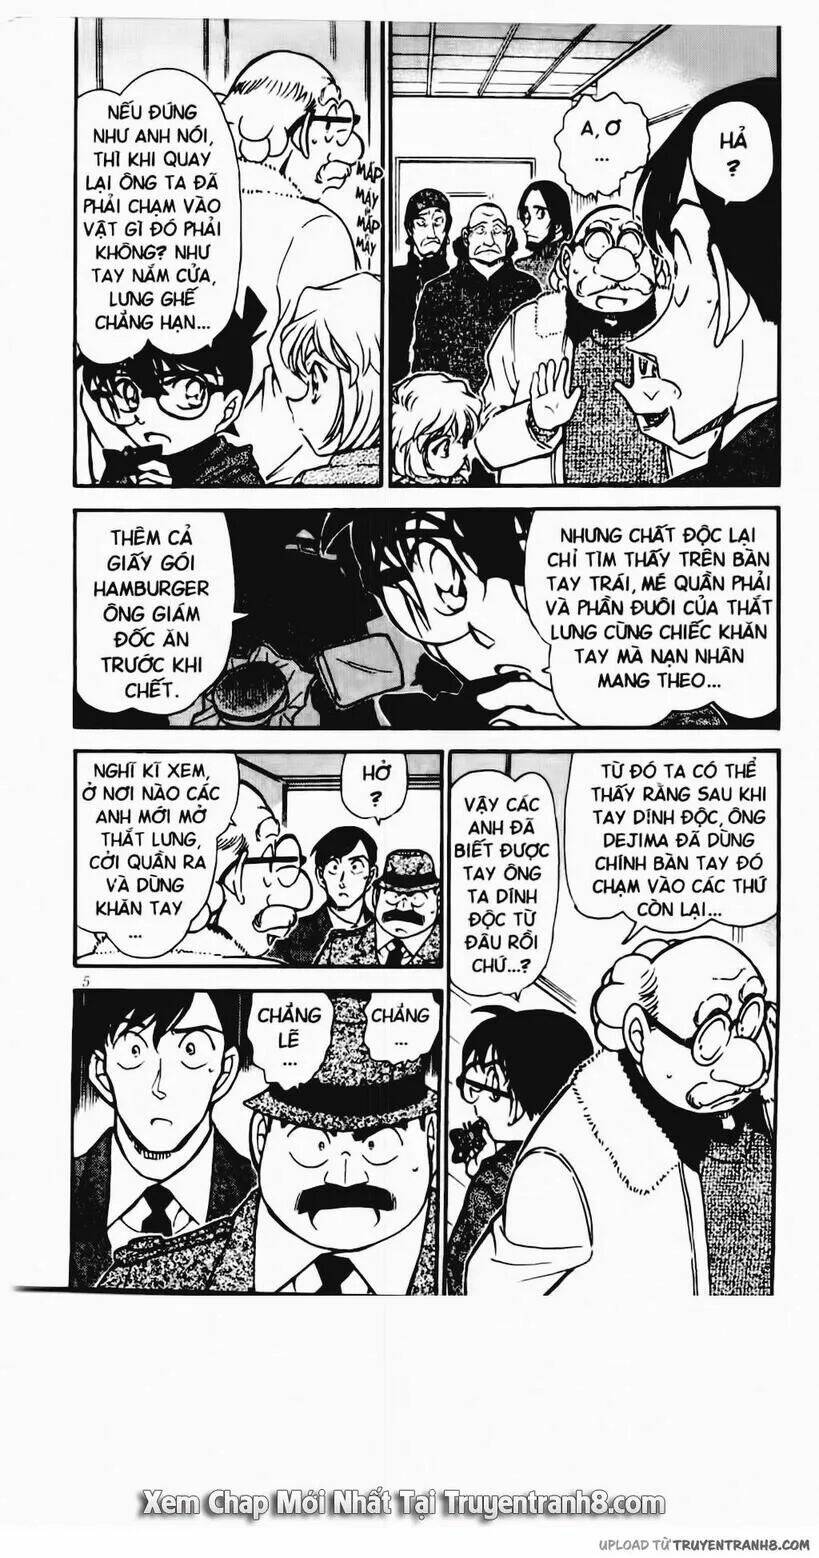 HẢ
?
A, Ơ
...
NẾU ĐÚNG
NHƯ ANH NÓI,
THÌ KHI QUAY
LẠI ÔNG TA ĐÃ
PHẢI CHẠM VÀO
VẬT GÌ ĐÓ PHẢI
KHÔNG? NHƯ
TAY NẮM CỬA,
LƯNG GHẾ
CHẲNG HẠN...
MẤP
MÁY
MẤP
MÁY
NHƯNG CHẤT ĐỘC LẠI
CHỈ TÌM THẤY TRÊN BÀN
TAY TRÁI, MÉ QUẦN PHẢI
VÀ PHẦN ĐUÔI CỦA THẮT
LƯNG CÙNG CHIẾC KHĂN
TAY MÀ NẠN NHÂN
MANG THEO...
THÊM CẢ
GIẤY GÓI
HAMBURGER
ÔNG GIÁM
ĐỐC ĂN
TRƯỚC KHI
CHẾT.
TỪ ĐÓ TA CÓ THỂ
THẤY RẰNG SAU KHI
TAY DÍNH ĐỘC, ÔNG
DEJIMA ĐÃ DÙNG
CHÍNH BÀN TAY ĐÓ
CHẠM VÀO CÁC THỨ
CÒN LẠI...
VẬY CÁC
ANH ĐÃ
BIẾT ĐƯỢC
TAY ÔNG
TA DÍNH
ĐỘC TỪ
ĐÂU RỒI
CHỨ...?
HỞ
?
NGHĨ KĨ XEM,
Ở NƠI NÀO CÁC
ANH MỚI MỞ
THẮT LƯNG,
CỞI QUẦN RA
VÀ DÙNG
KHĂN TAY
...
5
CHẲNG
...
CHẲNG
LẼ
...
Xem Chap Mới Nhất Tại Truyentranh8.com
UPLOAD TỪ TRUYENTRANH8.COM